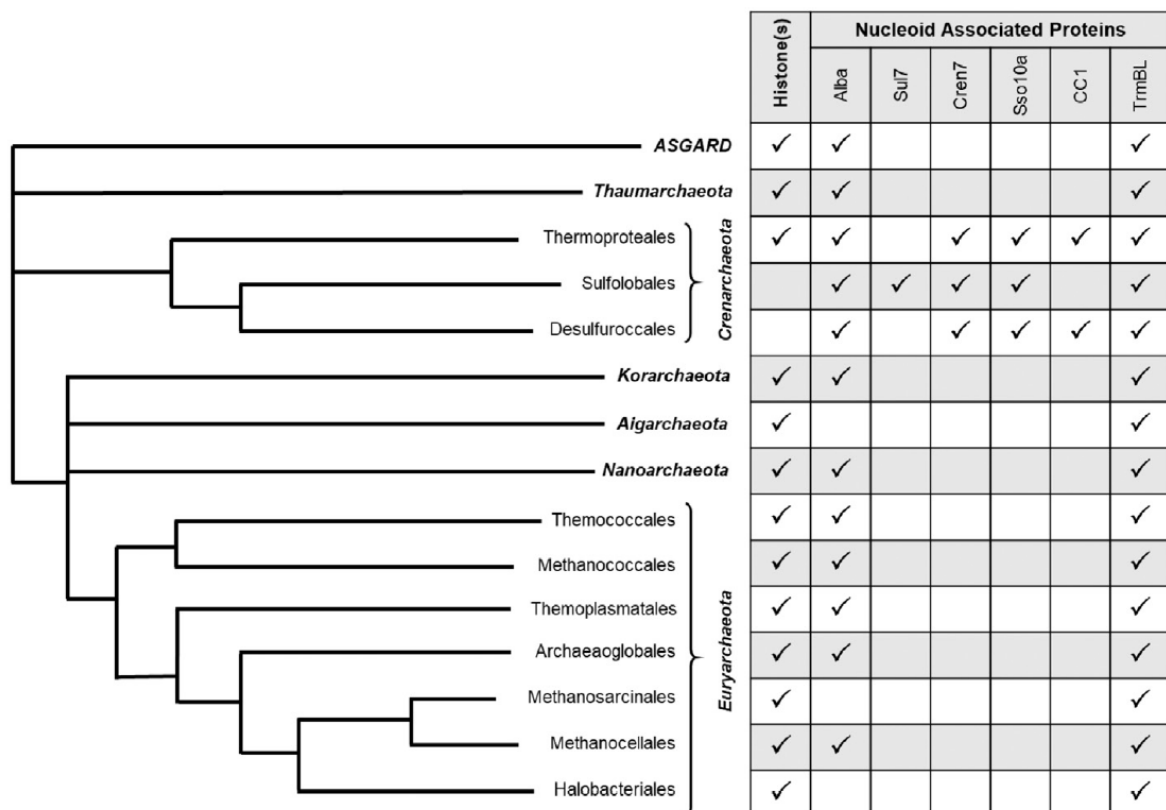 Nucleoid Associated Proteins
Histone(s)
Alba
Sul7
Cren7
Sso10a
CC1
TrmBL
ASGARD ✓ ✓ ✓
Thaumarchaeota ✓ ✓ ✓
Thermoproteales ✓ ✓ ✓ ✓ ✓ ✓
Sulfolobales ✓ ✓ ✓ ✓ ✓
Desulfuroccales ✓ ✓ ✓ ✓ ✓
Crenarchaeota
Korarchaeota ✓ ✓ ✓
Aigarchaeota ✓ ✓
Nanoarchaeota ✓ ✓ ✓
Themococcales ✓ ✓ ✓
Methanococcales ✓ ✓ ✓
Themoplasmatales ✓ ✓ ✓
Archaeaoglobales ✓ ✓ ✓
Methanosarcinales ✓ ✓
Methanocellales ✓ ✓ ✓
Halobacteriales ✓ ✓
Euryarchaeota